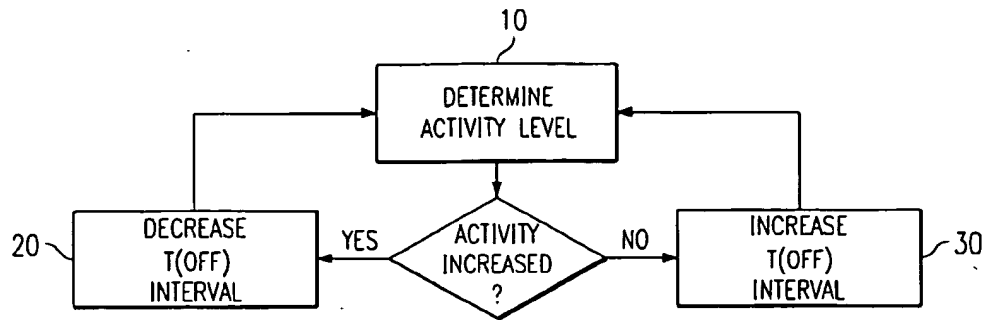 10
DETERMINE
ACTIVITY LEVEL
20
DECREASE
T(OFF)
INTERVAL
YES
ACTIVITY
INCREASED
?
NO
INCREASE
T(OFF)
INTERVAL
30